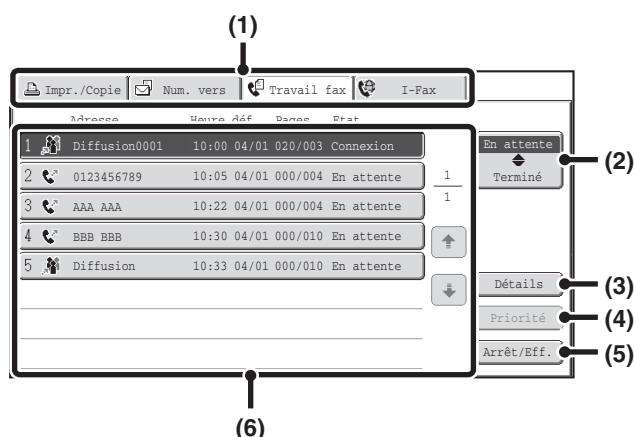 (1)
Impr./Copie Num. vers Travail fax I-Fax
Adresse Heure déf. Pages Etat
1 Diffusion0001 10:00 04/01 020/003 Connexion
2 0123456789 10:05 04/01 000/004 En attente
3 AAA AAA 10:22 04/01 000/004 En attente
4 BBB BBB 10:30 04/01 000/010 En attente
5 Diffusion 10:33 04/01 000/010 En attente
1
1
En attente
Terminé
(2)
Détails
(3)
Priorité
(4)
Arrêt/Eff.
(5)
(6)